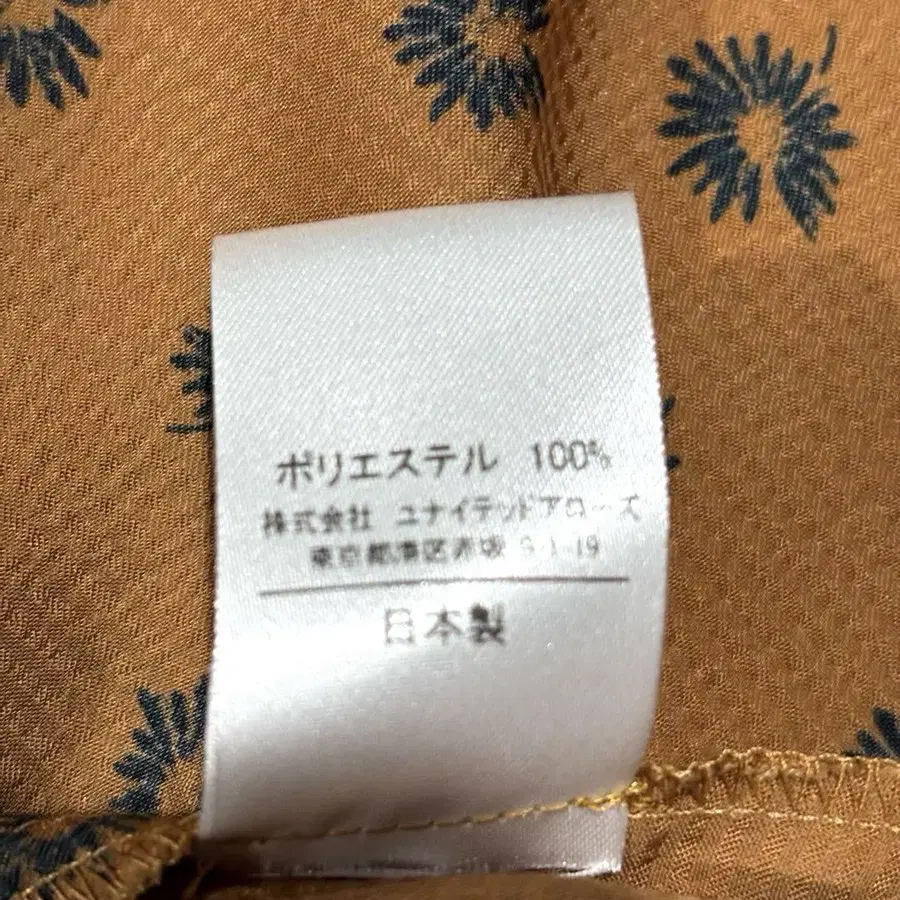 ポリエステル 100%
株式会社 ユナイテッドアローズ
東京都港区赤坂 8-1-19
日本製